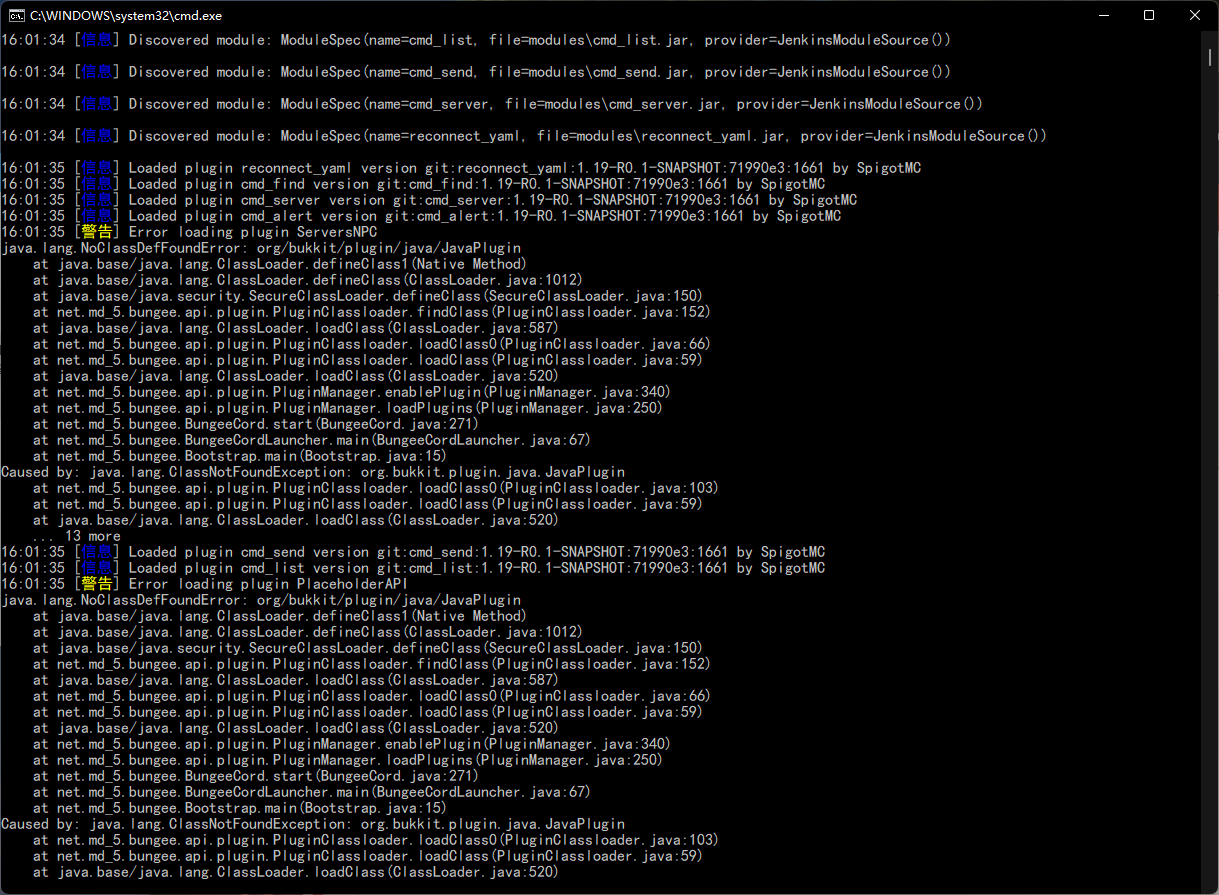 C:\WINDOWS\system32\cmd.exe
16:01:34 [信息] Discovered module: ModuleSpec(name=cmd_list, file=modules\cmd_list.jar, provider=JenkinsModuleSource())
16:01:34 [信息] Discovered module: ModuleSpec(name=cmd_send, file=modules\cmd_send.jar, provider=JenkinsModuleSource())
16:01:34 [信息] Discovered module: ModuleSpec(name=cmd_server, file=modules\cmd_server.jar, provider=JenkinsModuleSource())
16:01:34 [信息] Discovered module: ModuleSpec(name=reconnect_yaml, file=modules\reconnect_yaml.jar, provider=JenkinsModuleSource())
16:01:35 [信息] Loaded plugin reconnect_yaml version git:reconnect_yaml:1.19-R0.1-SNAPSHOT:71990e3:1661 by SpigotMC
16:01:35 [信息] Loaded plugin cmd_find version git:cmd_find:1.19-R0.1-SNAPSHOT:71990e3:1661 by SpigotMC
16:01:35 [信息] Loaded plugin cmd_server version git:cmd_server:1.19-R0.1-SNAPSHOT:71990e3:1661 by SpigotMC
16:01:35 [信息] Loaded plugin cmd_alert version git:cmd_alert:1.19-R0.1-SNAPSHOT:71990e3:1661 by SpigotMC
16:01:35 [警告] Error loading plugin ServersNPC
java.lang.NoClassDefFoundError: org/bukkit/plugin/java/JavaPlugin
at java.base/java.lang.ClassLoader.defineClass1(Native Method)
at java.base/java.lang.ClassLoader.defineClass(ClassLoader.java:1012)
at java.base/java.security.SecureClassLoader.defineClass(SecureClassLoader.java:150)
at net.md_5.bungee.api.plugin.PluginClassloader.findClass(PluginClassloader.java:152)
at java.base/java.lang.ClassLoader.loadClass(ClassLoader.java:587)
at net.md_5.bungee.api.plugin.PluginClassloader.loadClass0(PluginClassloader.java:66)
at net.md_5.bungee.api.plugin.PluginClassloader.loadClass(PluginClassloader.java:59)
at java.base/java.lang.ClassLoader.loadClass(ClassLoader.java:520)
at net.md_5.bungee.api.plugin.PluginManager.enablePlugin(PluginManager.java:340)
at net.md_5.bungee.api.plugin.PluginManager.loadPlugins(PluginManager.java:250)
at net.md_5.bungee.BungeeCord.start(BungeeCord.java:271)
at net.md_5.bungee.BungeeCordLauncher.main(BungeeCordLauncher.java:67)
at net.md_5.bungee.Bootstrap.main(Bootstrap.java:15)
Caused by: java.lang.ClassNotFoundException: org.bukkit.plugin.java.JavaPlugin
at net.md_5.bungee.api.plugin.PluginClassloader.loadClass0(PluginClassloader.java:103)
at net.md_5.bungee.api.plugin.PluginClassloader.loadClass(PluginClassloader.java:59)
at java.base/java.lang.ClassLoader.loadClass(ClassLoader.java:520)
... 13 more
16:01:35 [信息] Loaded plugin cmd_send version git:cmd_send:1.19-R0.1-SNAPSHOT:71990e3:1661 by SpigotMC
16:01:35 [信息] Loaded plugin cmd_list version git:cmd_list:1.19-R0.1-SNAPSHOT:71990e3:1661 by SpigotMC
16:01:35 [警告] Error loading plugin PlaceholderAPI
java.lang.NoClassDefFoundError: org/bukkit/plugin/java/JavaPlugin
at java.base/java.lang.ClassLoader.defineClass1(Native Method)
at java.base/java.lang.ClassLoader.defineClass(ClassLoader.java:1012)
at java.base/java.security.SecureClassLoader.defineClass(SecureClassLoader.java:150)
at net.md_5.bungee.api.plugin.PluginClassloader.findClass(PluginClassloader.java:152)
at java.base/java.lang.ClassLoader.loadClass(ClassLoader.java:587)
at net.md_5.bungee.api.plugin.PluginClassloader.loadClass0(PluginClassloader.java:66)
at net.md_5.bungee.api.plugin.PluginClassloader.loadClass(PluginClassloader.java:59)
at java.base/java.lang.ClassLoader.loadClass(ClassLoader.java:520)
at net.md_5.bungee.api.plugin.PluginManager.enablePlugin(PluginManager.java:340)
at net.md_5.bungee.api.plugin.PluginManager.loadPlugins(PluginManager.java:250)
at net.md_5.bungee.BungeeCord.start(BungeeCord.java:271)
at net.md_5.bungee.BungeeCordLauncher.main(BungeeCordLauncher.java:67)
at net.md_5.bungee.Bootstrap.main(Bootstrap.java:15)
Caused by: java.lang.ClassNotFoundException: org.bukkit.plugin.java.JavaPlugin
at net.md_5.bungee.api.plugin.PluginClassloader.loadClass0(PluginClassloader.java:103)
at net.md_5.bungee.api.plugin.PluginClassloader.loadClass(PluginClassloader.java:59)
at java.base/java.lang.ClassLoader.loadClass(ClassLoader.java:520)